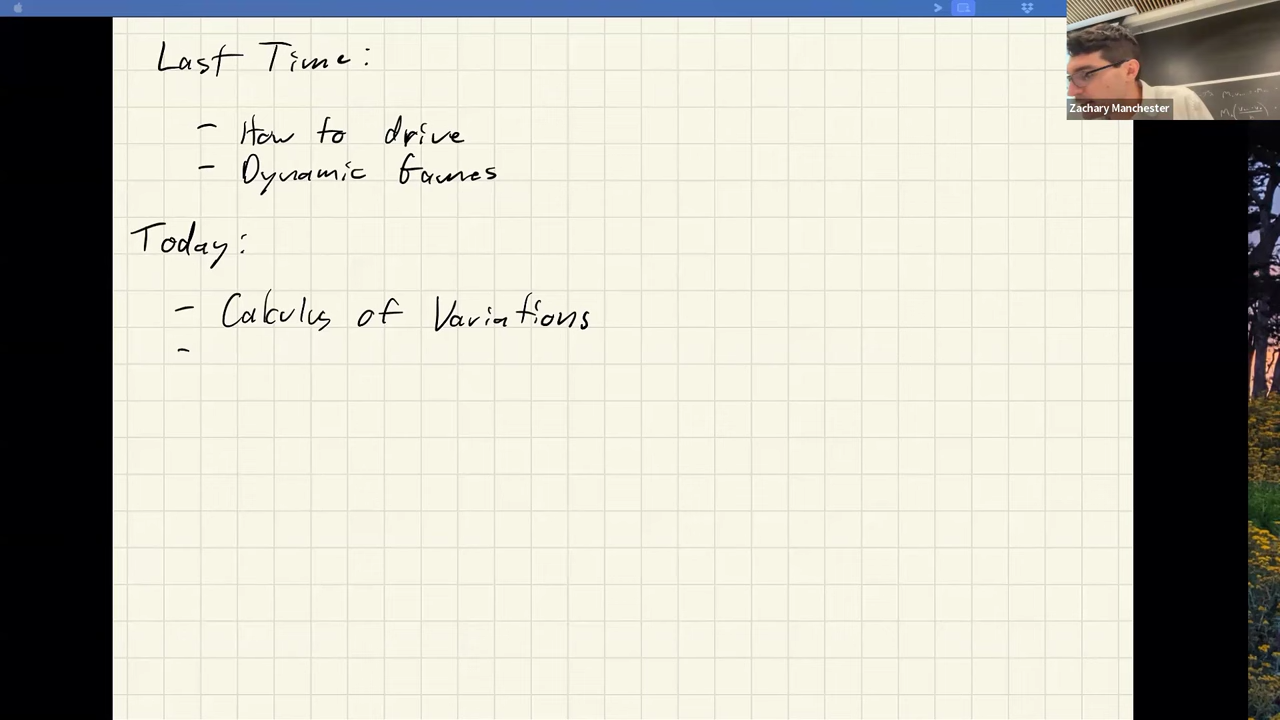 Last Time:
- How to drive
- Dynamic Games
Today:
- Calculus of Variations
-
Zachary Manchester